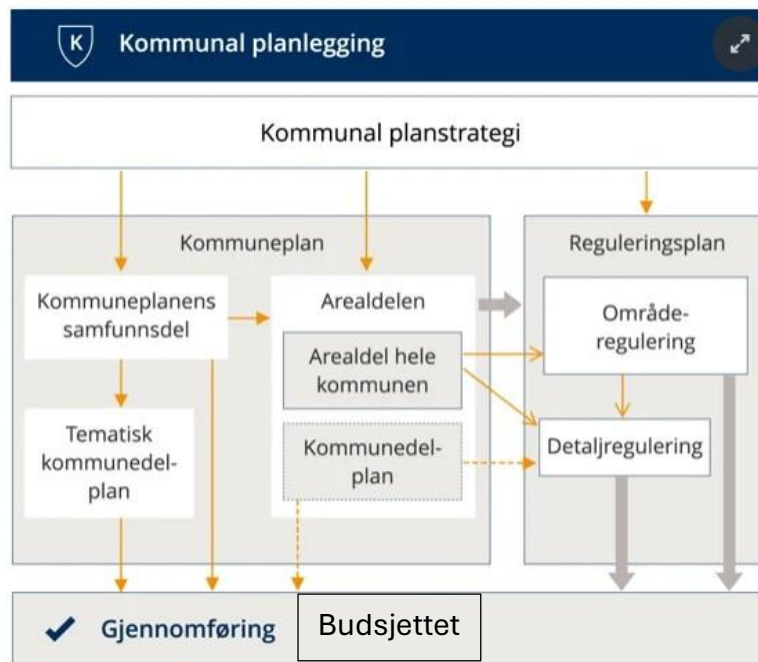 K
Kommunal planlegging
Kommunal planstrategi
Kommuneplan
Kommuneplanens
samfunnsdel
Tematisk
kommunedel-
plan
Arealdelen
Arealdel hele
kommunen
Kommunedel-
plan
Reguleringsplan
Område-
regulering
Detaljregulering
Gjennomføring
Budsjettet